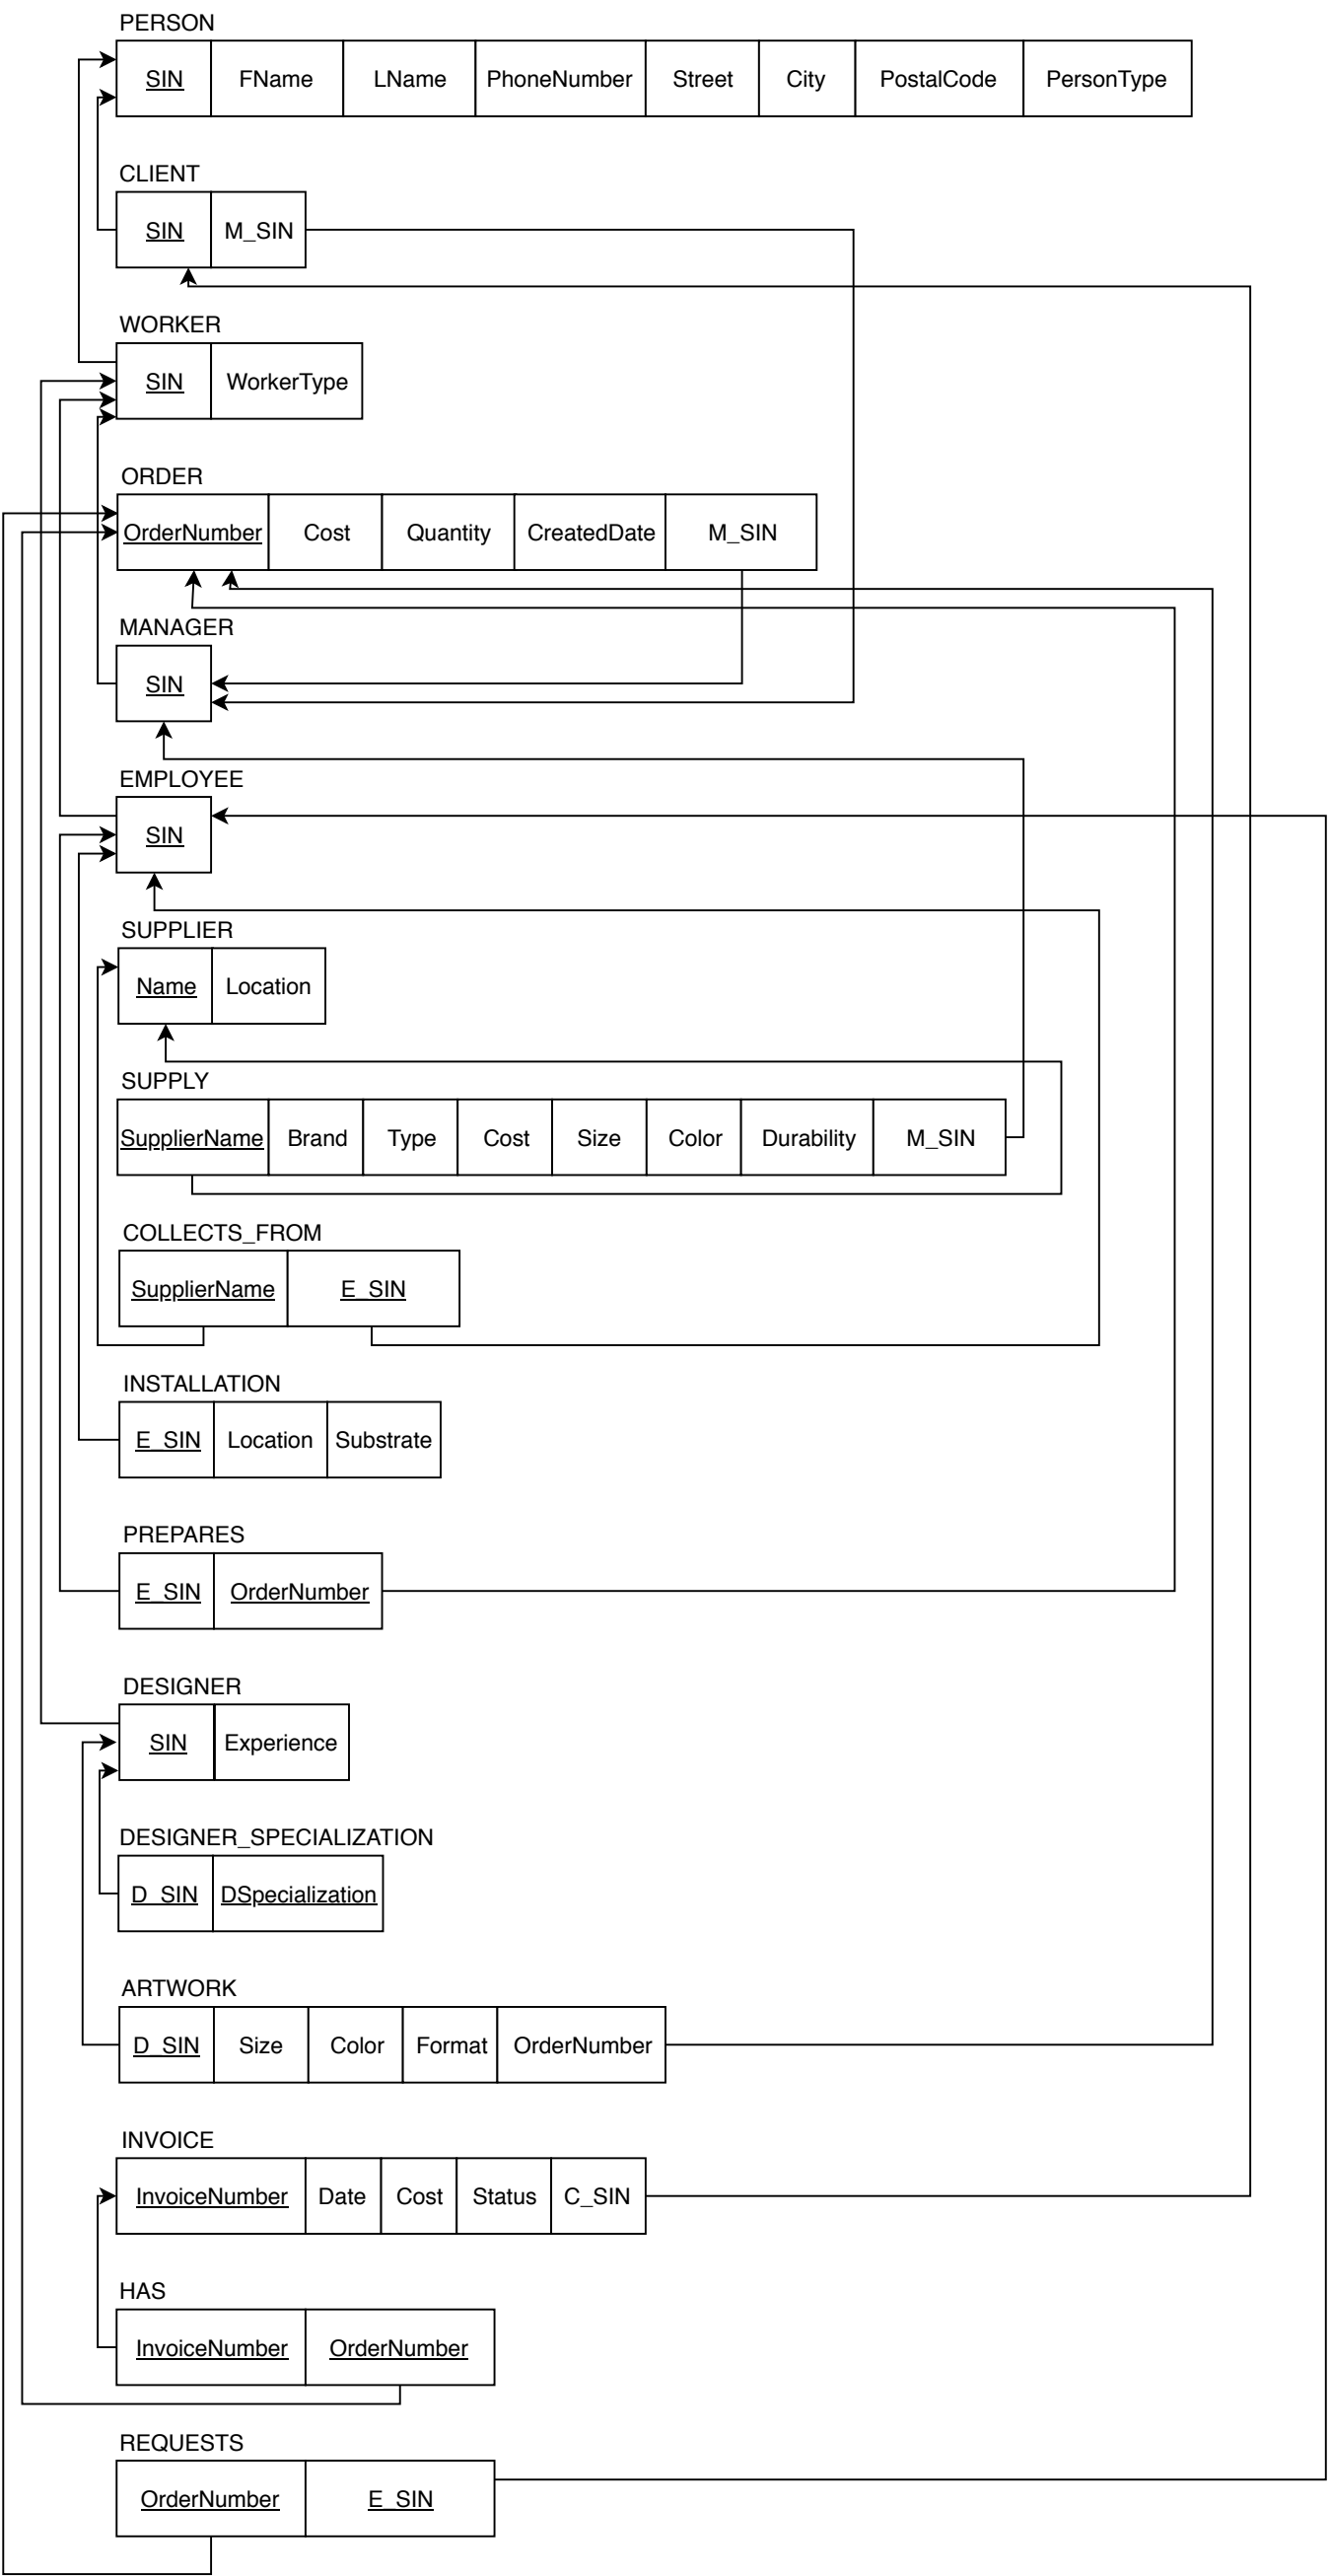 PERSON
SIN FName LName PhoneNumber Street City PostalCode PersonType
CLIENT
SIN M_SIN
WORKER
SIN WorkerType
ORDER
OrderNumber Cost Quantity CreatedDate M_SIN
MANAGER
SIN
EMPLOYEE
SIN
SUPPLIER
Name Location
SUPPLY
SupplierName Brand Type Cost Size Color Durability M_SIN
COLLECTS_FROM
SupplierName E_SIN
INSTALLATION
E_SIN Location Substrate
PREPARES
E_SIN OrderNumber
DESIGNER
SIN Experience
DESIGNER_SPECIALIZATION
D_SIN DSpecialization
ARTWORK
D_SIN Size Color Format OrderNumber
INVOICE
InvoiceNumber Date Cost Status C_SIN
HAS
InvoiceNumber OrderNumber
REQUESTS
OrderNumber E_SIN